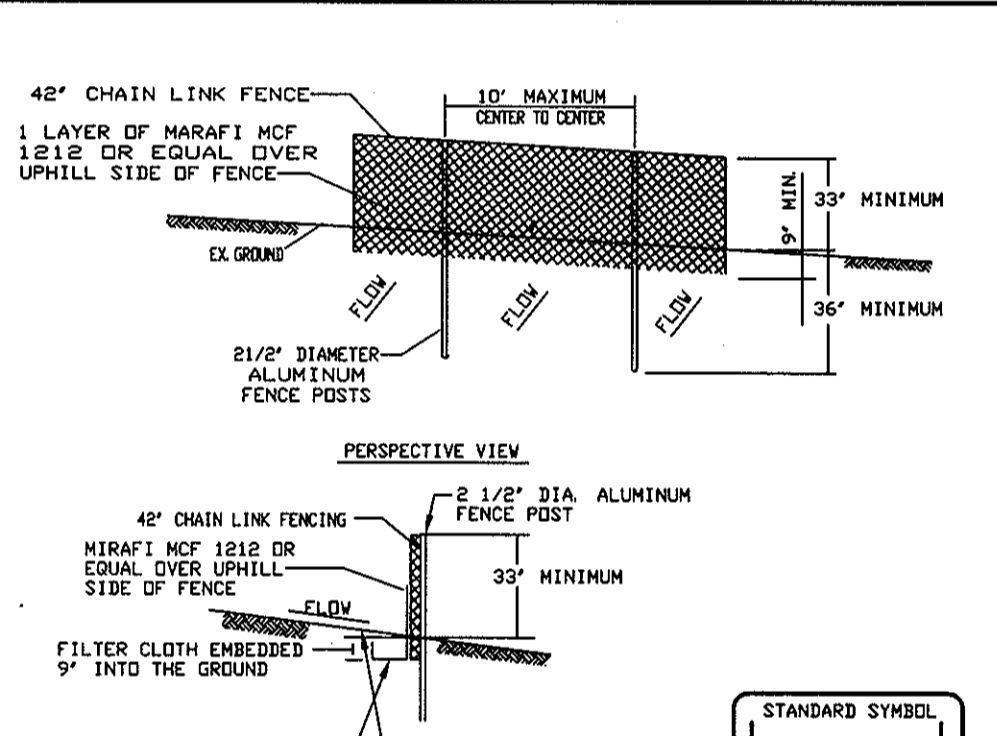 42" CHAIN LINK FENCE
10' MAXIMUM
CENTER TO CENTER
1 LAYER OF MARAFI MCF
1212 OR EQUAL OVER
UPHILL SIDE OF FENCE
9" MIN.
33" MINIMUM
EX. GROUND
FLOW
FLOW
FLOW
36" MINIMUM
21/2" DIAMETER
ALUMINUM
FENCE POSTS
PERSPECTIVE VIEW
2 1/2" DIA. ALUMINUM
FENCE POST
42" CHAIN LINK FENCING
MIRAFI MCF 1212 OR
EQUAL OVER UPHILL
SIDE OF FENCE
33" MINIMUM
FLOW
FILTER CLOTH EMBEDDED
9" INTO THE GROUND
STANDARD SYMBOL